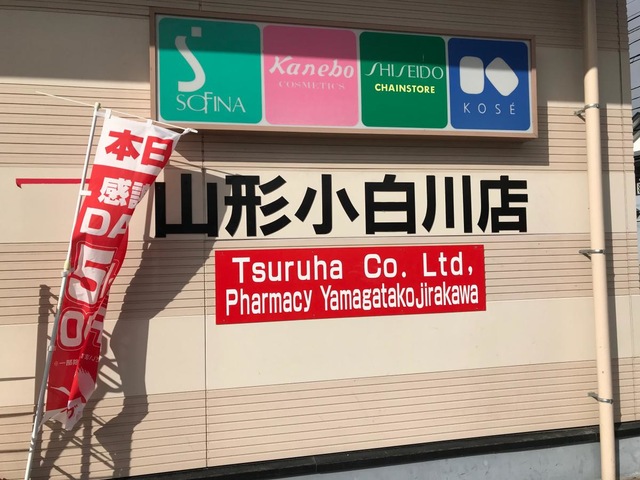 SOFINA
Kanebo
COSMETICS
SHISEIDO
CHAINSTORE
KOSÉ
山形小白川店
Tsuruha Co. Ltd,
Pharmacy Yamagatakojirakawa
本日
感
DA
5